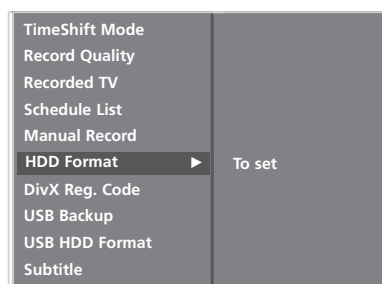 TimeShift Mode
Record Quality
Recorded TV
Schedule List
Manual Record
HDD Format ▶ To set
DivX Reg. Code
USB Backup
USB HDD Format
Subtitle